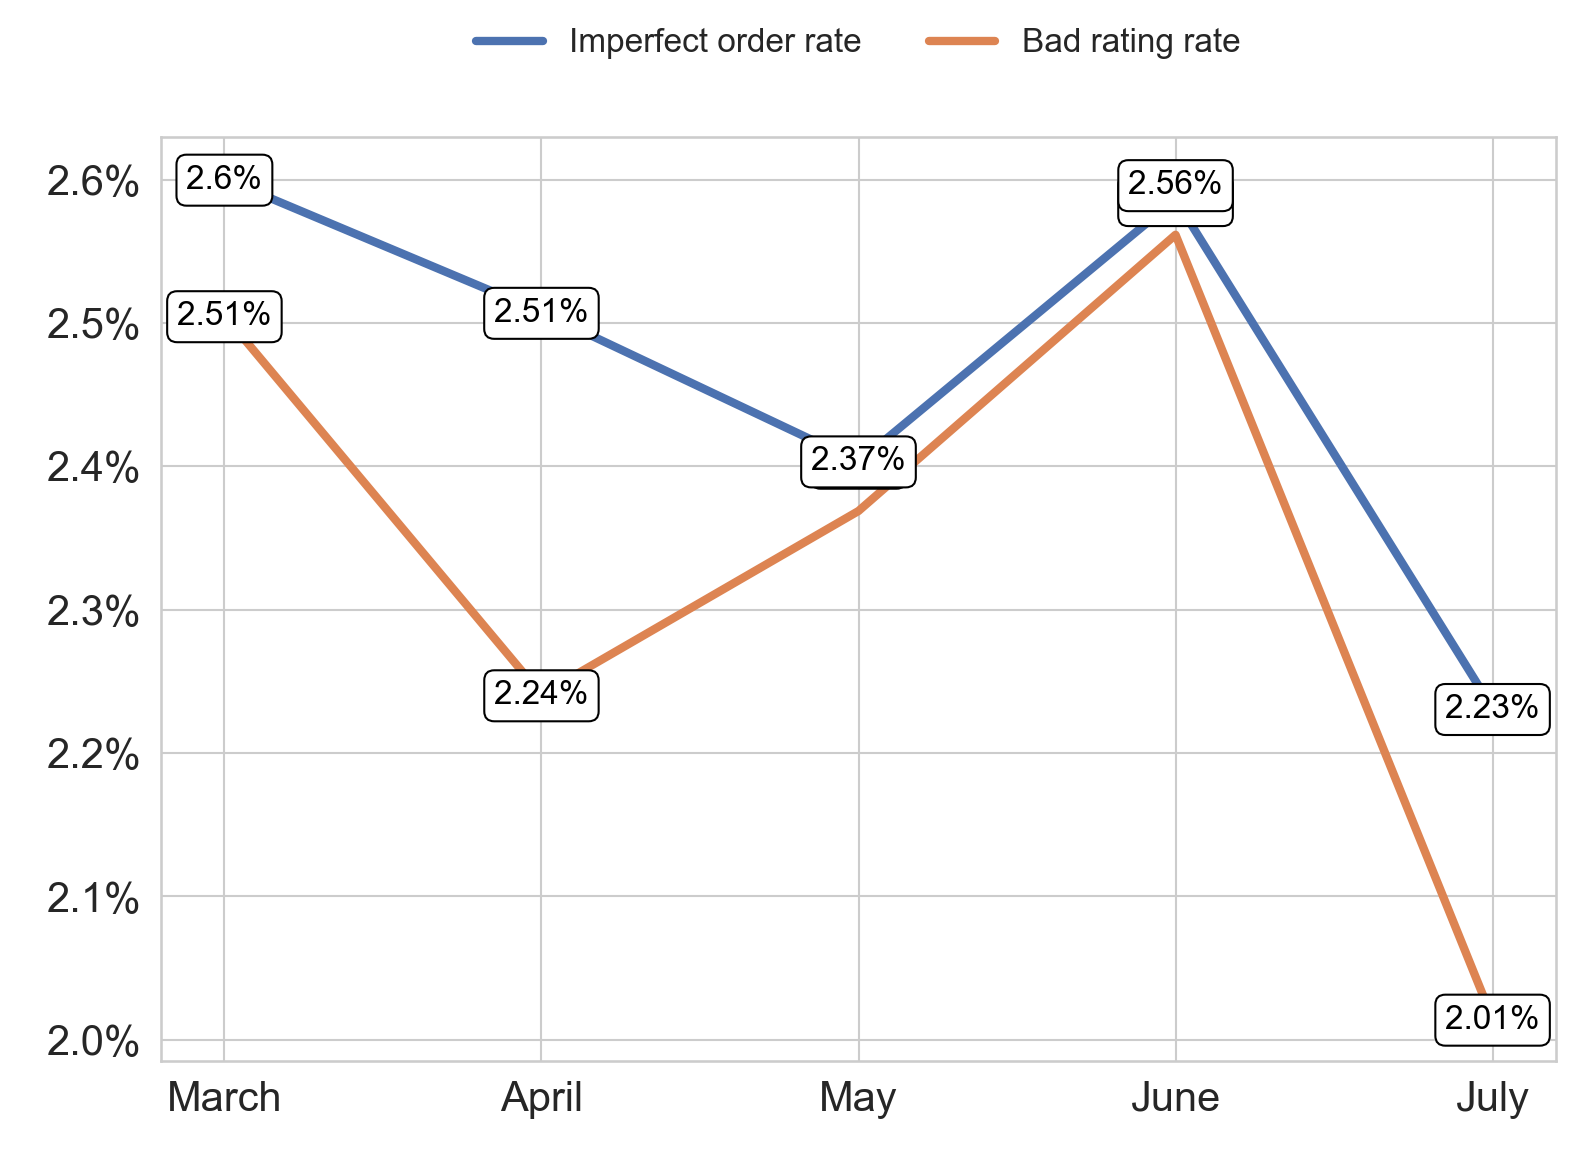 Imperfect order rate
Bad rating rate
2.6%
2.5%
2.4%
2.3%
2.2%
2.1%
2.0%
2.6%
2.51%
2.51%
2.24%
2.37%
2.56%
2.23%
2.01%
March
April
May
June
July